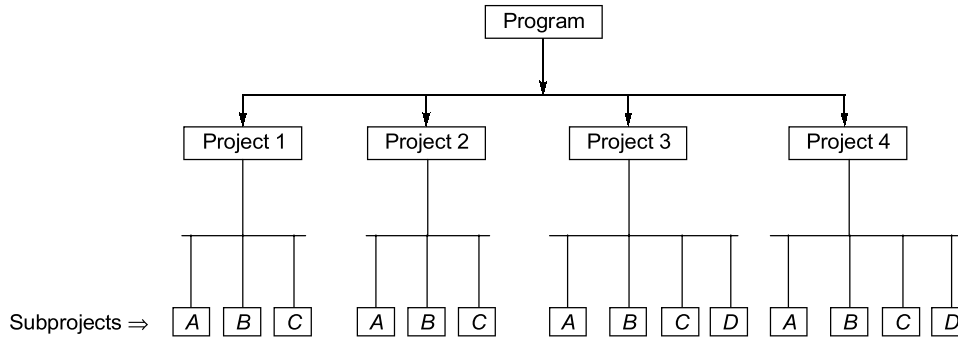 Program
Project 1 Project 2 Project 3 Project 4
Subprojects ⇒ A B C A B C A B C D A B C D